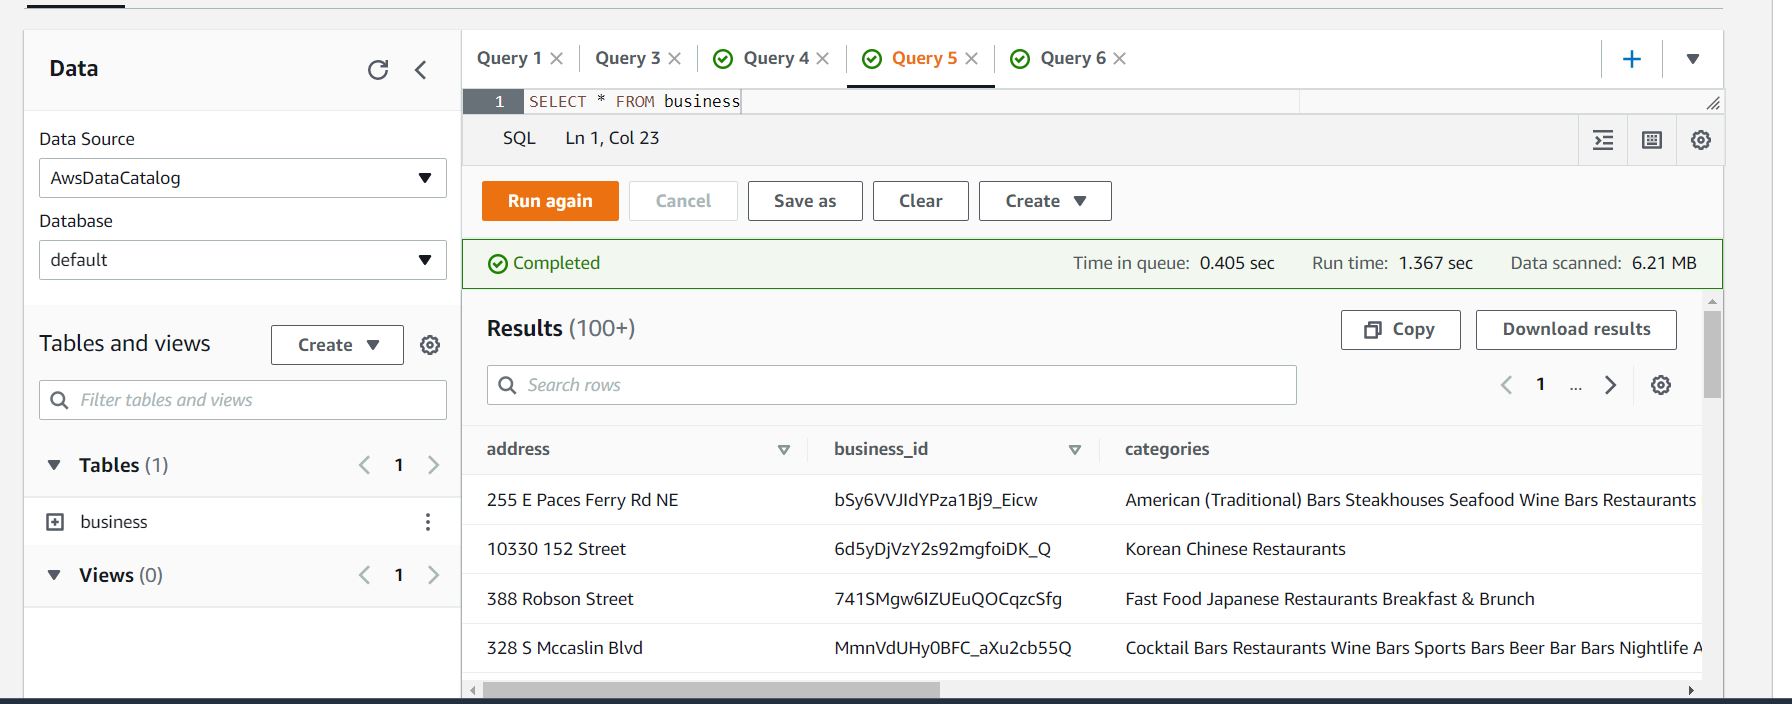 Data
Data Source
AwsDataCatalog
Database
default
Tables and views
Create
Filter tables and views
Tables (1)
1
business
Views (0)
1
Query 1
Query 3
Query 4
Query 5
Query 6
1 SELECT * FROM business
SQL Ln 1, Col 23
Run again Cancel Save as Clear Create
Completed Time in queue: 0.405 sec Run time: 1.367 sec Data scanned: 6.21 MB
Results (100+) Copy Download results
Search rows 1 ...
address business_id categories
255 E Paces Ferry Rd NE bSy6VVJIdYPza1Bj9_Eicw American (Traditional) Bars Steakhouses Seafood Wine Bars Restaurants
10330 152 Street 6d5yDjVzY2s92mgfoiDK_Q Korean Chinese Restaurants
388 Robson Street 741SMgw6IZUEuQOCqzcSfg Fast Food Japanese Restaurants Breakfast & Brunch
328 S Mccaslin Blvd MmnVdUHy0BFC_aXu2cb55Q Cocktail Bars Restaurants Wine Bars Sports Bars Beer Bar Bars Nightlife A